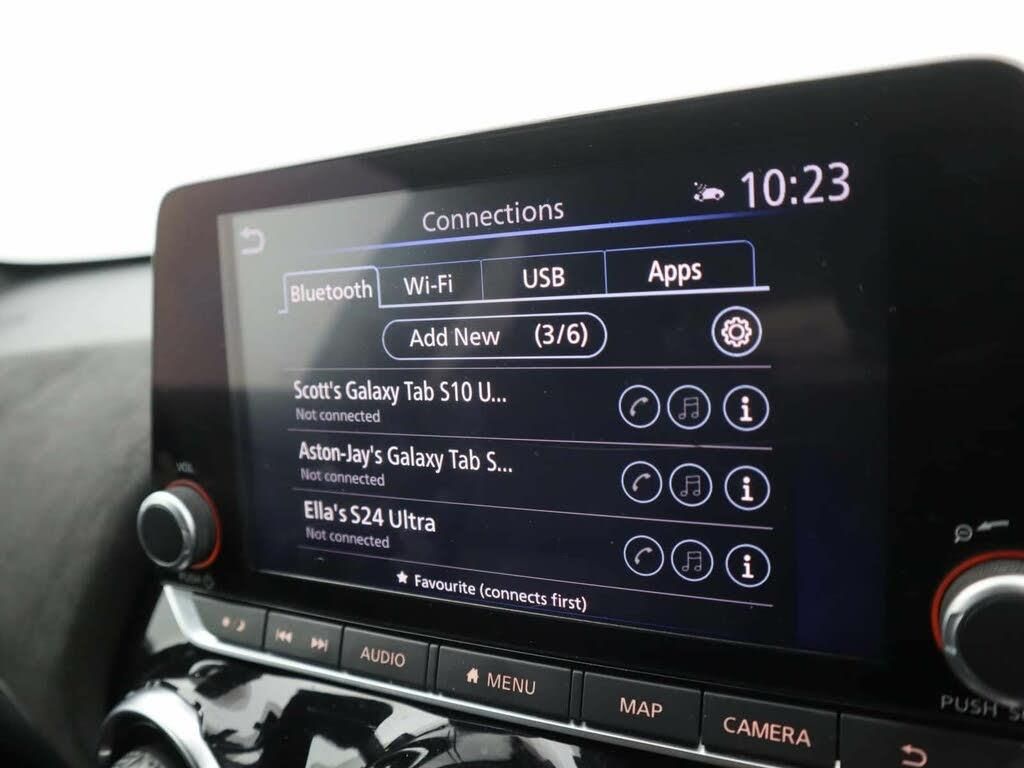 10:23
Connections
Bluetooth Wi-Fi USB Apps
Add New (3/6)
Scott's Galaxy Tab S10 U...
Not connected
Aston-Jay's Galaxy Tab S...
Not connected
Ella's S24 Ultra
Not connected
★ Favourite (connects first)
VOL
PUSH
AUDIO
MENU
MAP
CAMERA
PUSH